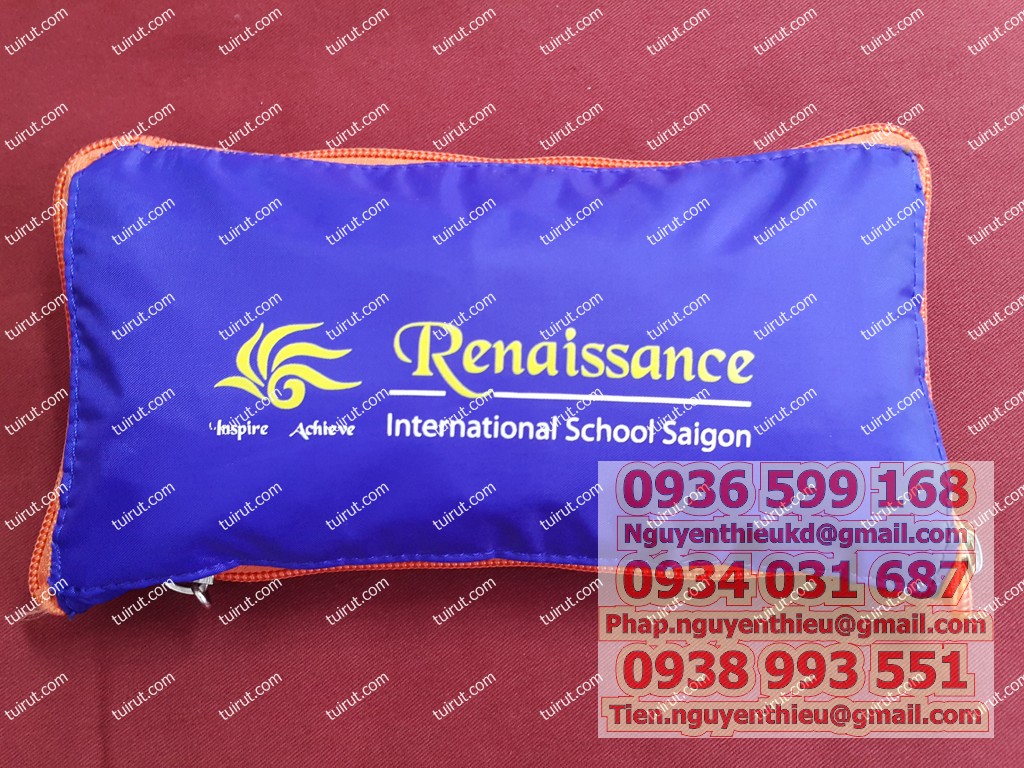 Renaissance
International School Saigon
Inspire Achieve
0936 599 168
Nguyenthieukd@gmail.com
0934 031 687
Phap.nguyenthieu@gmail.com
0938 993 551
Tien.nguyenthieu@gmail.com
tuirut.com